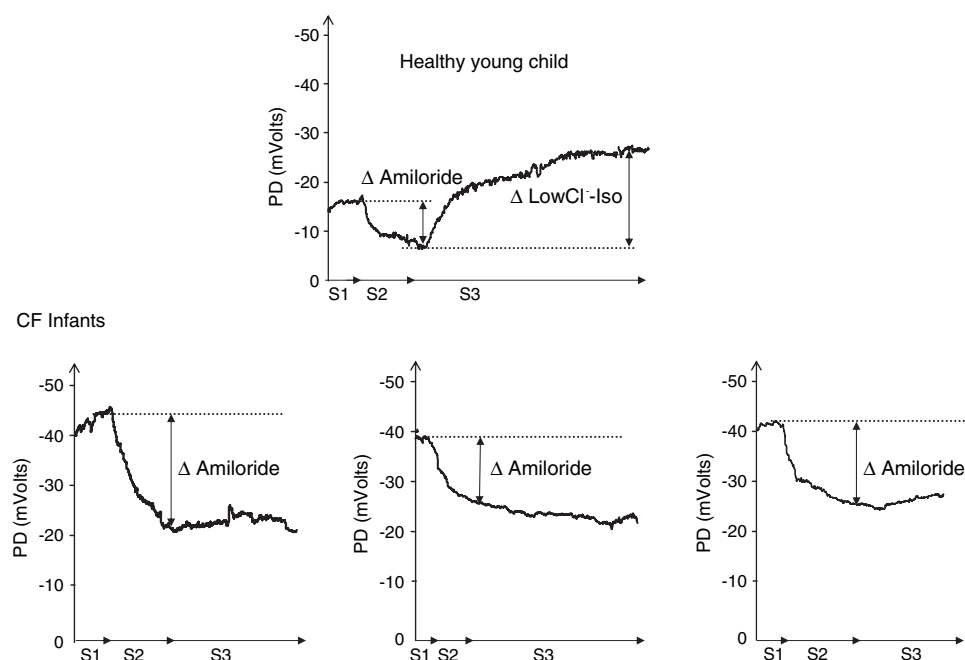 Healthy young child
PD (mVolts)
-50
-40
-30
-20
-10
0
Δ Amiloride
Δ LowCl⁻-Iso
S1 S2 S3
CF Infants
PD (mVolts)
-50
-40
-30
-20
-10
0
Δ Amiloride
S1 S2 S3
PD (mVolts)
-50
-40
-30
-20
-10
0
Δ Amiloride
S1 S2 S3
PD (mVolts)
-50
-40
-30
-20
-10
0
Δ Amiloride
S1 S2 S3